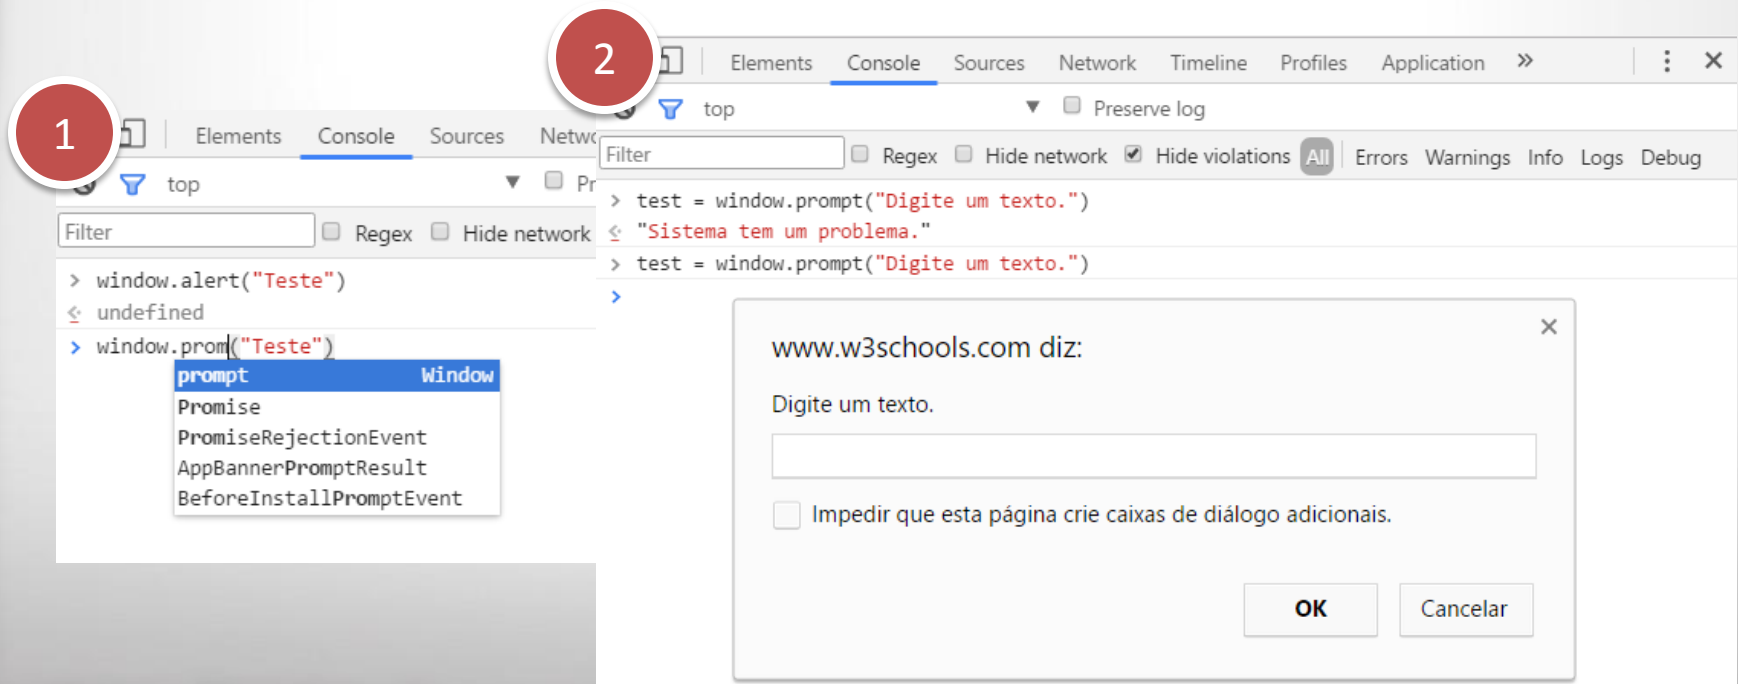 1
Elements Console Sources
top
Filter Regex Hide network
> window.alert("Teste")
undefined
> window.prom("Teste")
prompt Window
Promise
PromiseRejectionEvent
AppBannerPromptResult
BeforeInstallPromptEvent
2
Elements Console Sources Network Timeline Profiles Application »
top Preserve log
Filter Regex Hide network Hide violations All Errors Warnings Info Logs Debug
> test = window.prompt("Digite um texto.")
"Sistema tem um problema."
> test = window.prompt("Digite um texto.")
>
www.w3schools.com diz:
Digite um texto.
Impedir que esta página crie caixas de diálogo adicionais.
OK Cancelar